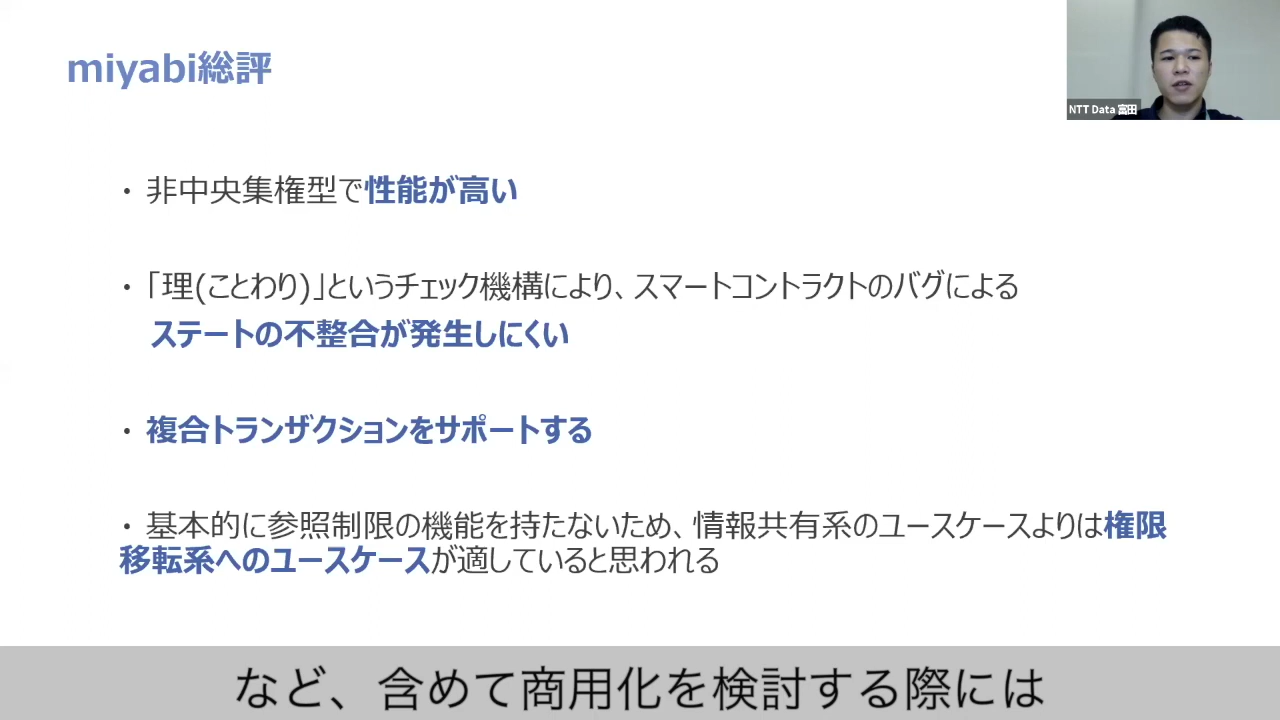 miyabi総評
NTT Data 富田
・ 非中央集権型で性能が高い
・ 「理(ことわり)」というチェック機構により、スマートコントラクトのバグによる
ステートの不整合が発生しにくい
・ 複合トランザクションをサポートする
・ 基本的に参照制限の機能を持たないため、情報共有系のユースケースよりは権限
移転系へのユースケースが適していると思われる
など、含めて商用化を検討する際には